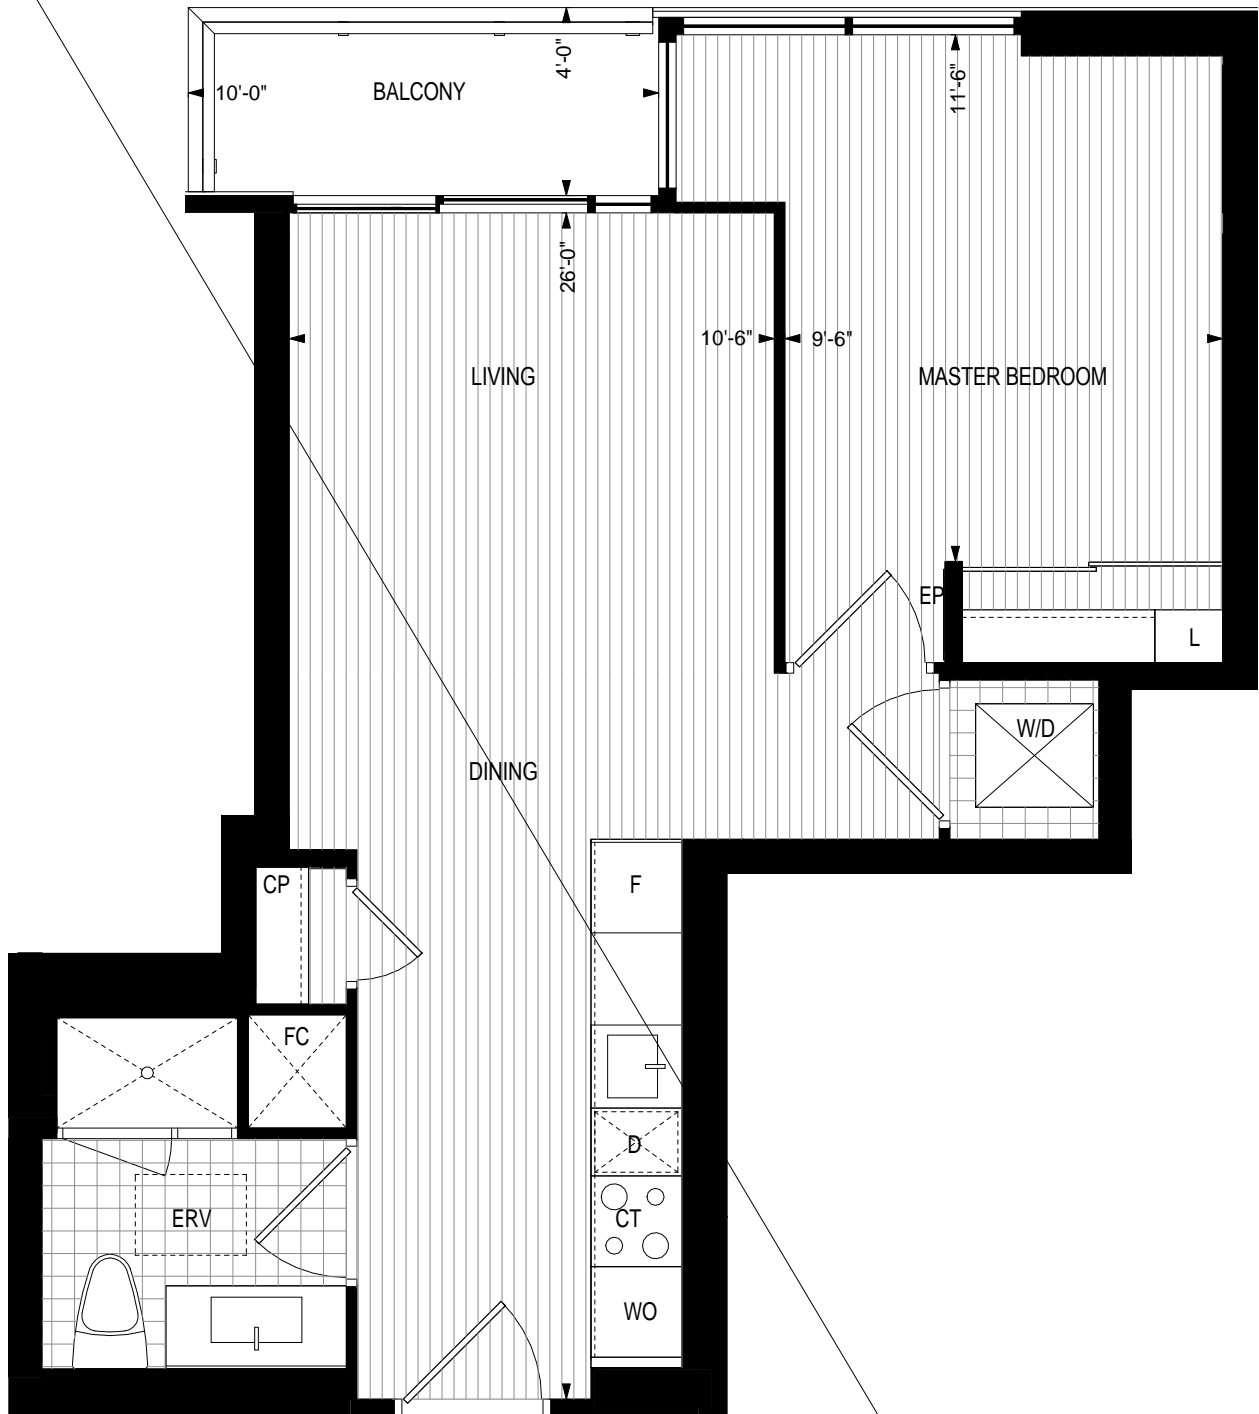 4'-0"
10'-0"
BALCONY
11'-6"
26'-0"
10'-6"
9'-6"
LIVING
MASTER BEDROOM
EP
L
W/D
DINING
CP
F
FC
D
ERV
CT
WO